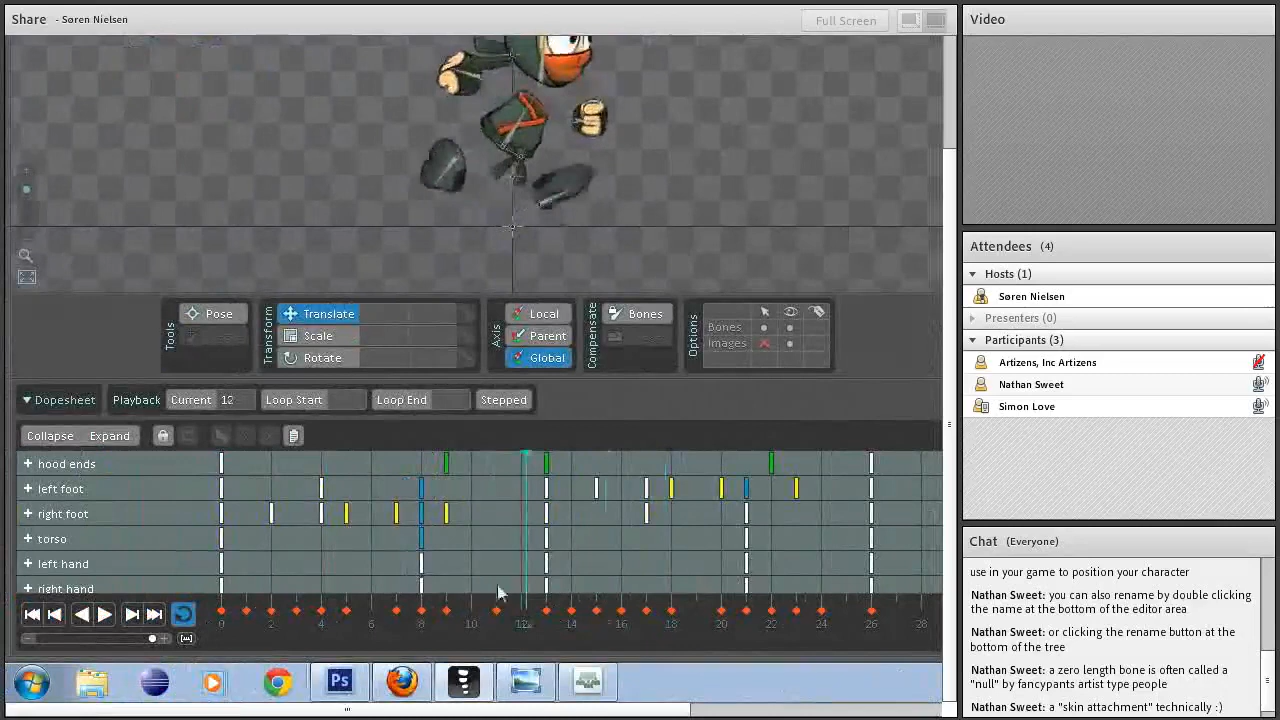 Share - Søren Nielsen
Full Screen
Video
Attendees (4)
Hosts (1)
Søren Nielsen
Presenters (0)
Participants (3)
Artizens, Inc Artizens
Nathan Sweet
Simon Love
Tools
Pose
Transform
Translate
Scale
Rotate
Axis
Local
Parent
Global
Compensate
Bones
Options
Bones
Images
Dopesheet
Playback
Current 12
Loop Start
Loop End
Stepped
Collapse
Expand
hood ends
left foot
right foot
torso
left hand
right hand
0 2 4 6 8 10 12 14 16 18 20 22 24 26 28
Ps
Chat (Everyone)
use in your game to position your character
Nathan Sweet: you can also rename by double clicking
the name at the bottom of the editor area
Nathan Sweet: or clicking the rename button at the
bottom of the tree
Nathan Sweet: a zero length bone is often called
"null" by fancypants artist type people
Nathan Sweet: a "skin attachment" technically :)